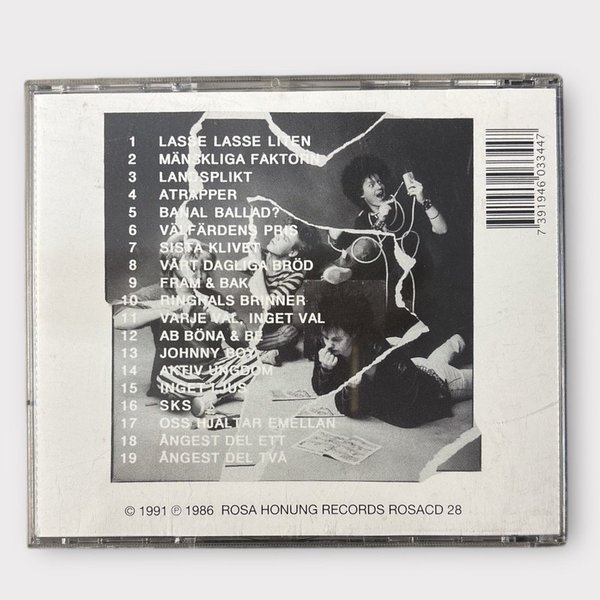 1 LASSE LASSE LITEN
2 MÄNSKLIGA FAKTORN
3 LANDSPLIKT
4 ATRAPPER
5 BANAL BALLAD?
6 VÄLFÄRDENS PRIS
7 SISTA KLIVET
8 VÅRT DAGLIGA BRÖD
9 FRAM & BAK
10 RINGHALS BRINNER
11 VARJE VAL, INGET VAL
12 AB BÖNA & BE
13 JOHNNY BOY
14 AKTIV UNGDOM
15 INGET LJUS
16 SKS
17 OSS HJÄLTAR EMELLAN
18 ÅNGEST DEL ETT
19 ÅNGEST DEL TVÅ
7 391946 033447
© 1991 ℗ 1986 ROSA HONUNG RECORDS ROSACD 28